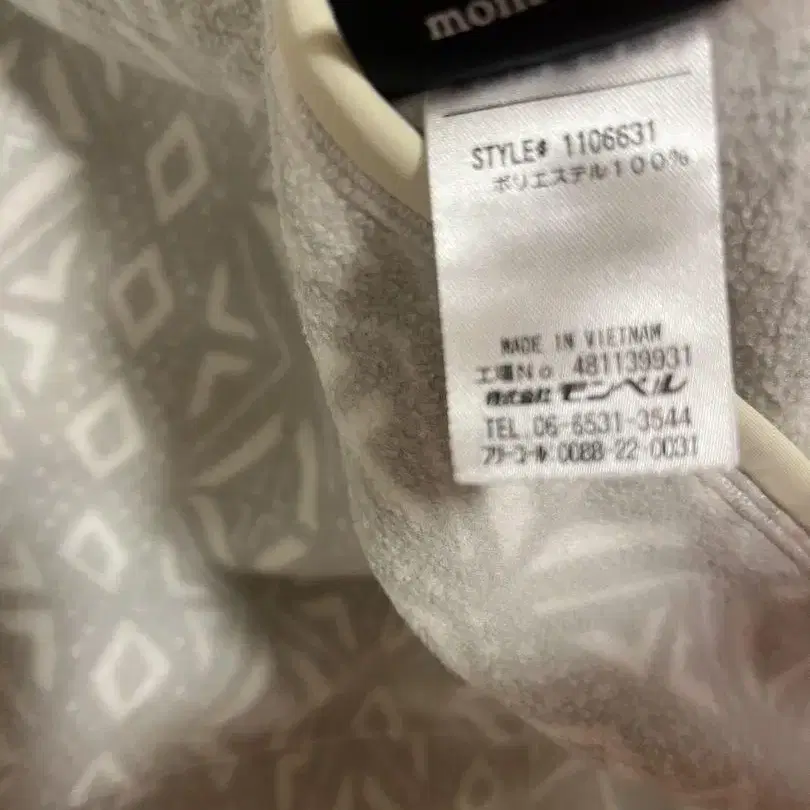 STYLE# 1106631
ポリエステル100%
MADE IN VIETNAM
工場No. 481139931
株式会社 モンベル
TEL.06-6531-3544
フリーコール 0088-22-0031